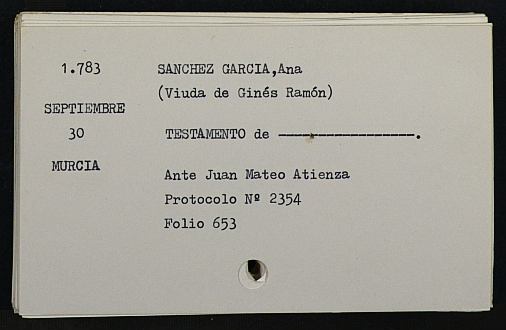 1.783 SANCHEZ GARCIA,Ana
(Viuda de Ginés Ramón)
SEPTIEMBRE
30 TESTAMENTO de ------------------.
MURCIA
Ante Juan Mateo Atienza
Protocolo Nº 2354
Folio 653